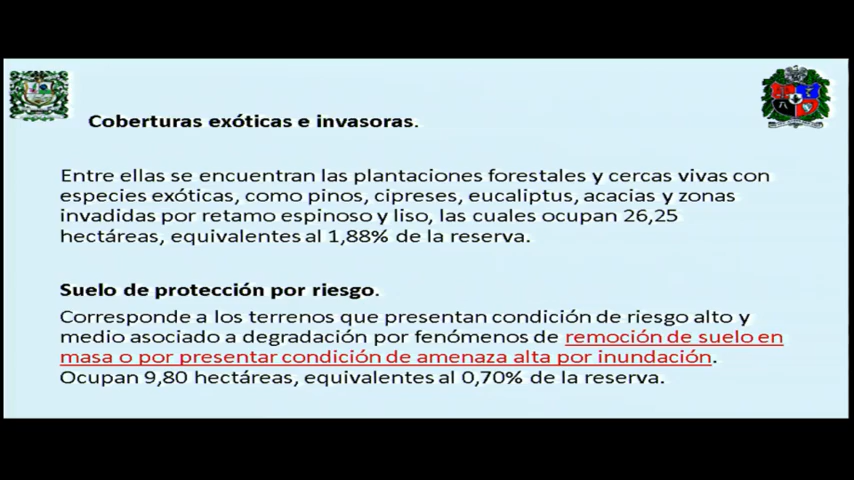 Coberturas exóticas e invasoras.
Entre ellas se encuentran las plantaciones forestales y cercas vivas con
especies exóticas, como pinos, cipreses, eucaliptus, acacias y zonas
invadidas por retamo espinoso y liso, las cuales ocupan 26,25
hectáreas, equivalentes al 1,88% de la reserva.
Suelo de protección por riesgo.
Corresponde a los terrenos que presentan condición de riesgo alto y
medio asociado a degradación por fenómenos de remoción de suelo en
masa o por presentar condición de amenaza alta por inundación.
Ocupan 9,80 hectáreas, equivalentes al 0,70% de la reserva.